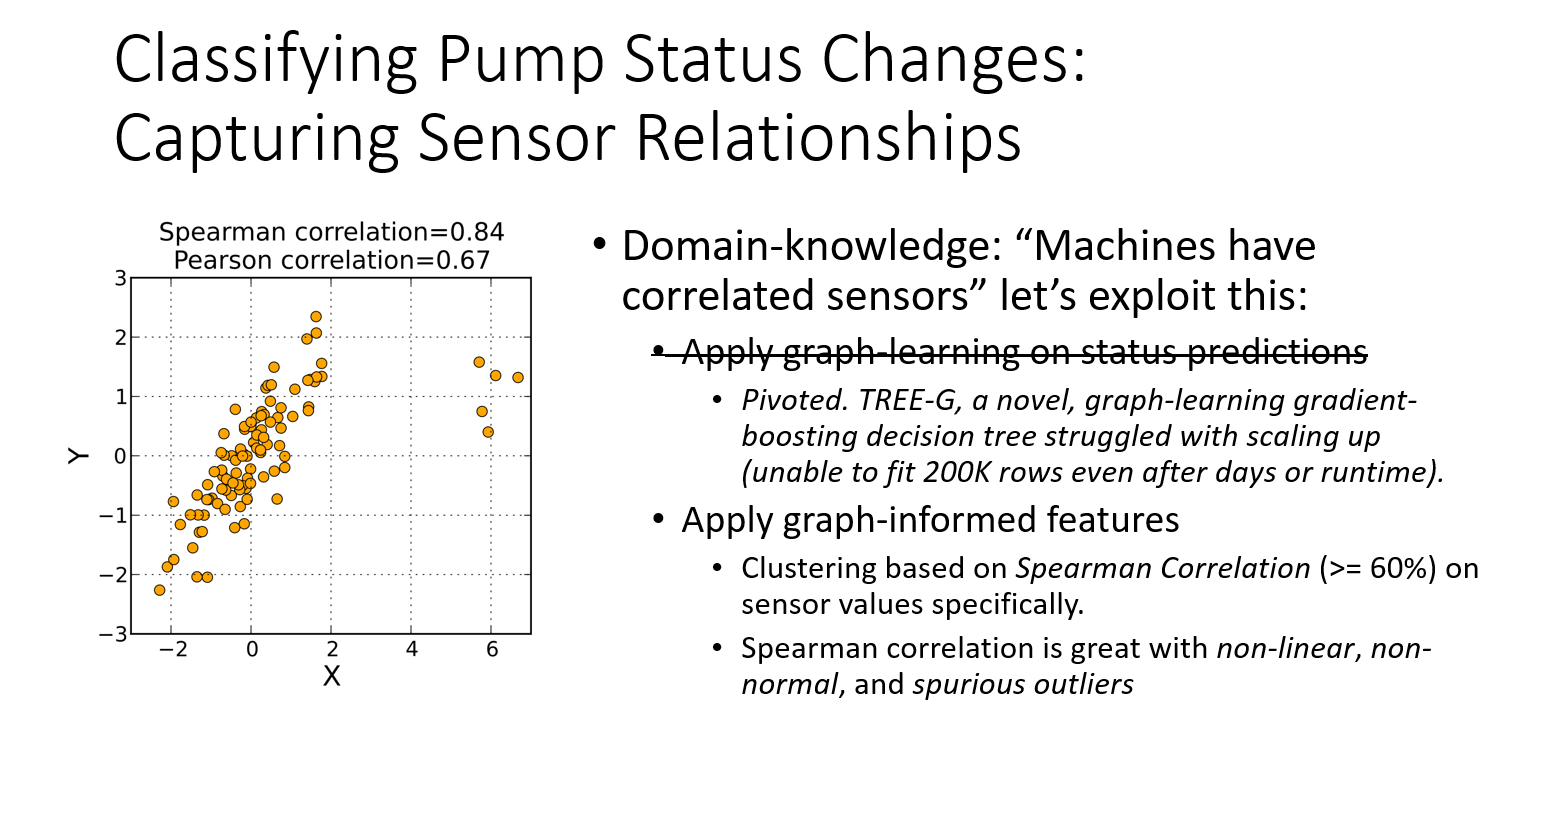 Classifying Pump Status Changes:
Capturing Sensor Relationships
Spearman correlation=0.84
Pearson correlation=0.67
3
2
1
0
−1
−2
−3
Y
−2 0 2 4 6
X
• Domain-knowledge: “Machines have
correlated sensors” let’s exploit this:
• Apply graph-learning on status predictions
• Pivoted. TREE-G, a novel, graph-learning gradient-
boosting decision tree struggled with scaling up
(unable to fit 200K rows even after days or runtime).
• Apply graph-informed features
• Clustering based on Spearman Correlation (>= 60%) on
sensor values specifically.
• Spearman correlation is great with non-linear, non-
normal, and spurious outliers